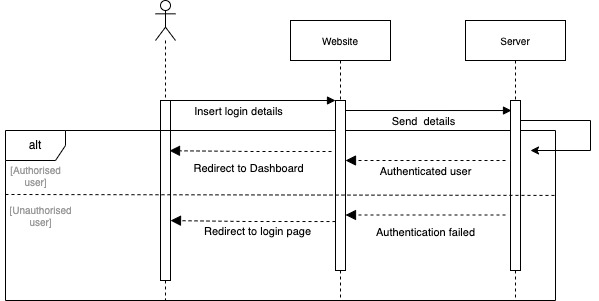 Website
Server
Insert login details
Send details
alt
[Authorised
user]
Redirect to Dashboard
Authenticated user
[Unauthorised
user]
Redirect to login page
Authentication failed